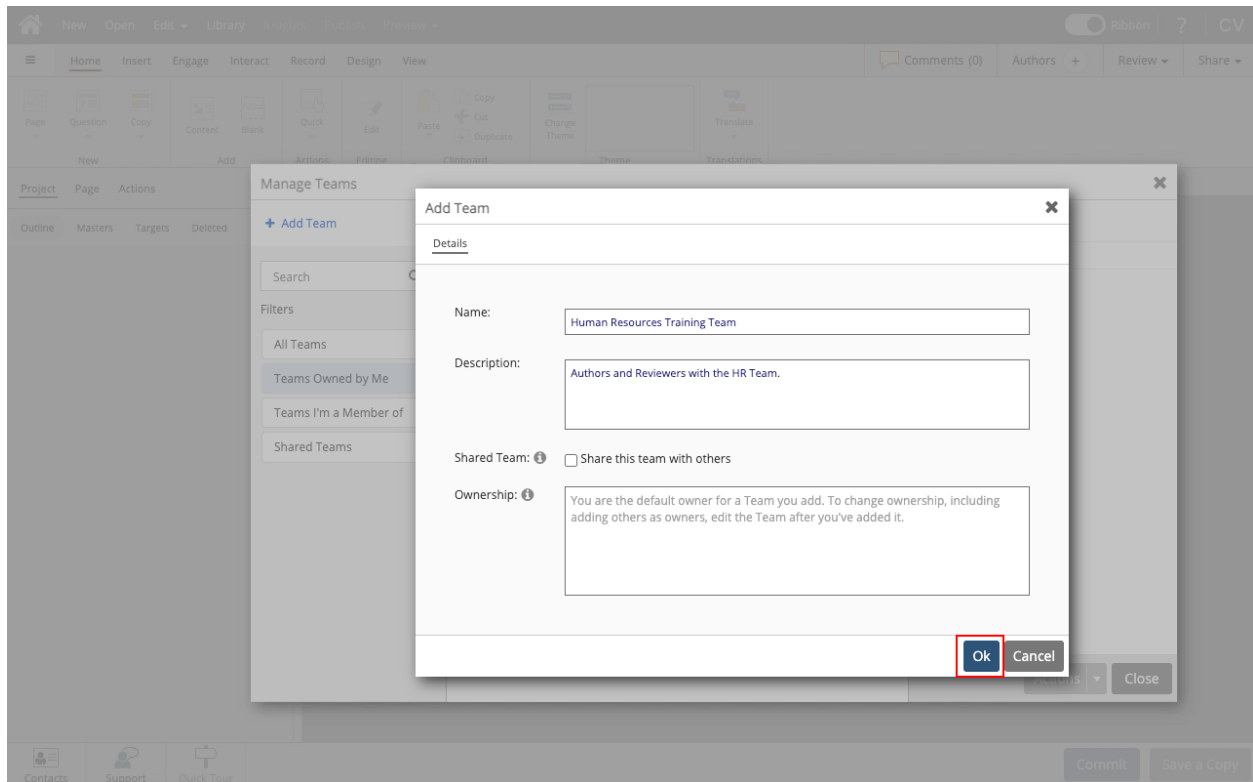 New Open Edit Library Preview
Ribbon ? CV
Home Insert Engage Interact Record Design View
Comments (0) Authors + Review Share
Page Question Copy Content Blank Quick Edit Paste Copy
Cut
Duplicate
Change Theme
Translate
New Add Actions Editing Clipboard Theme Translations
Project Page Actions
Outline Masters Targets Deleted
Manage Teams
+ Add Team
Search
Filters
All Teams
Teams Owned by Me
Teams I'm a Member of
Shared Teams
Add Team
Details
Name:
Human Resources Training Team
Description:
Authors and Reviewers with the HR Team.
Shared Team:
Share this team with others
Ownership:
You are the default owner for a Team you add. To change ownership, including
adding others as owners, edit the Team after you've added it.
Ok Cancel
Actions Close
Contacts Support Quick Tour
Commit Save a Copy